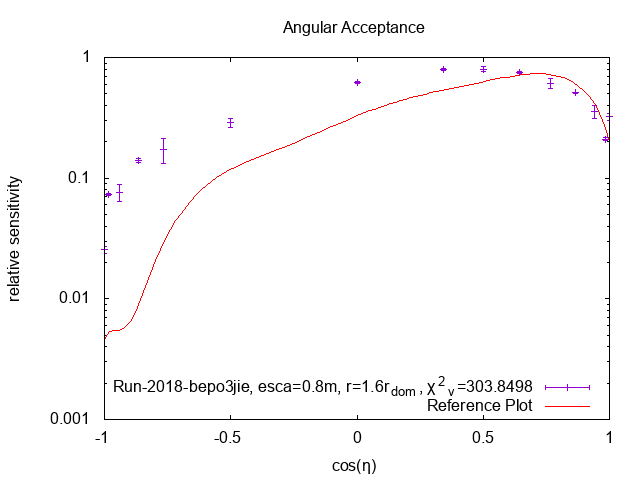 Angular Acceptance
relative sensitivity
1
0.1
0.01
0.001
Run-2018-bepo3jie, esca=0.8m, r=1.6r_dom, χ²_ν=303.8498
Reference Plot
-1 -0.5 0 0.5 1
cos(η)